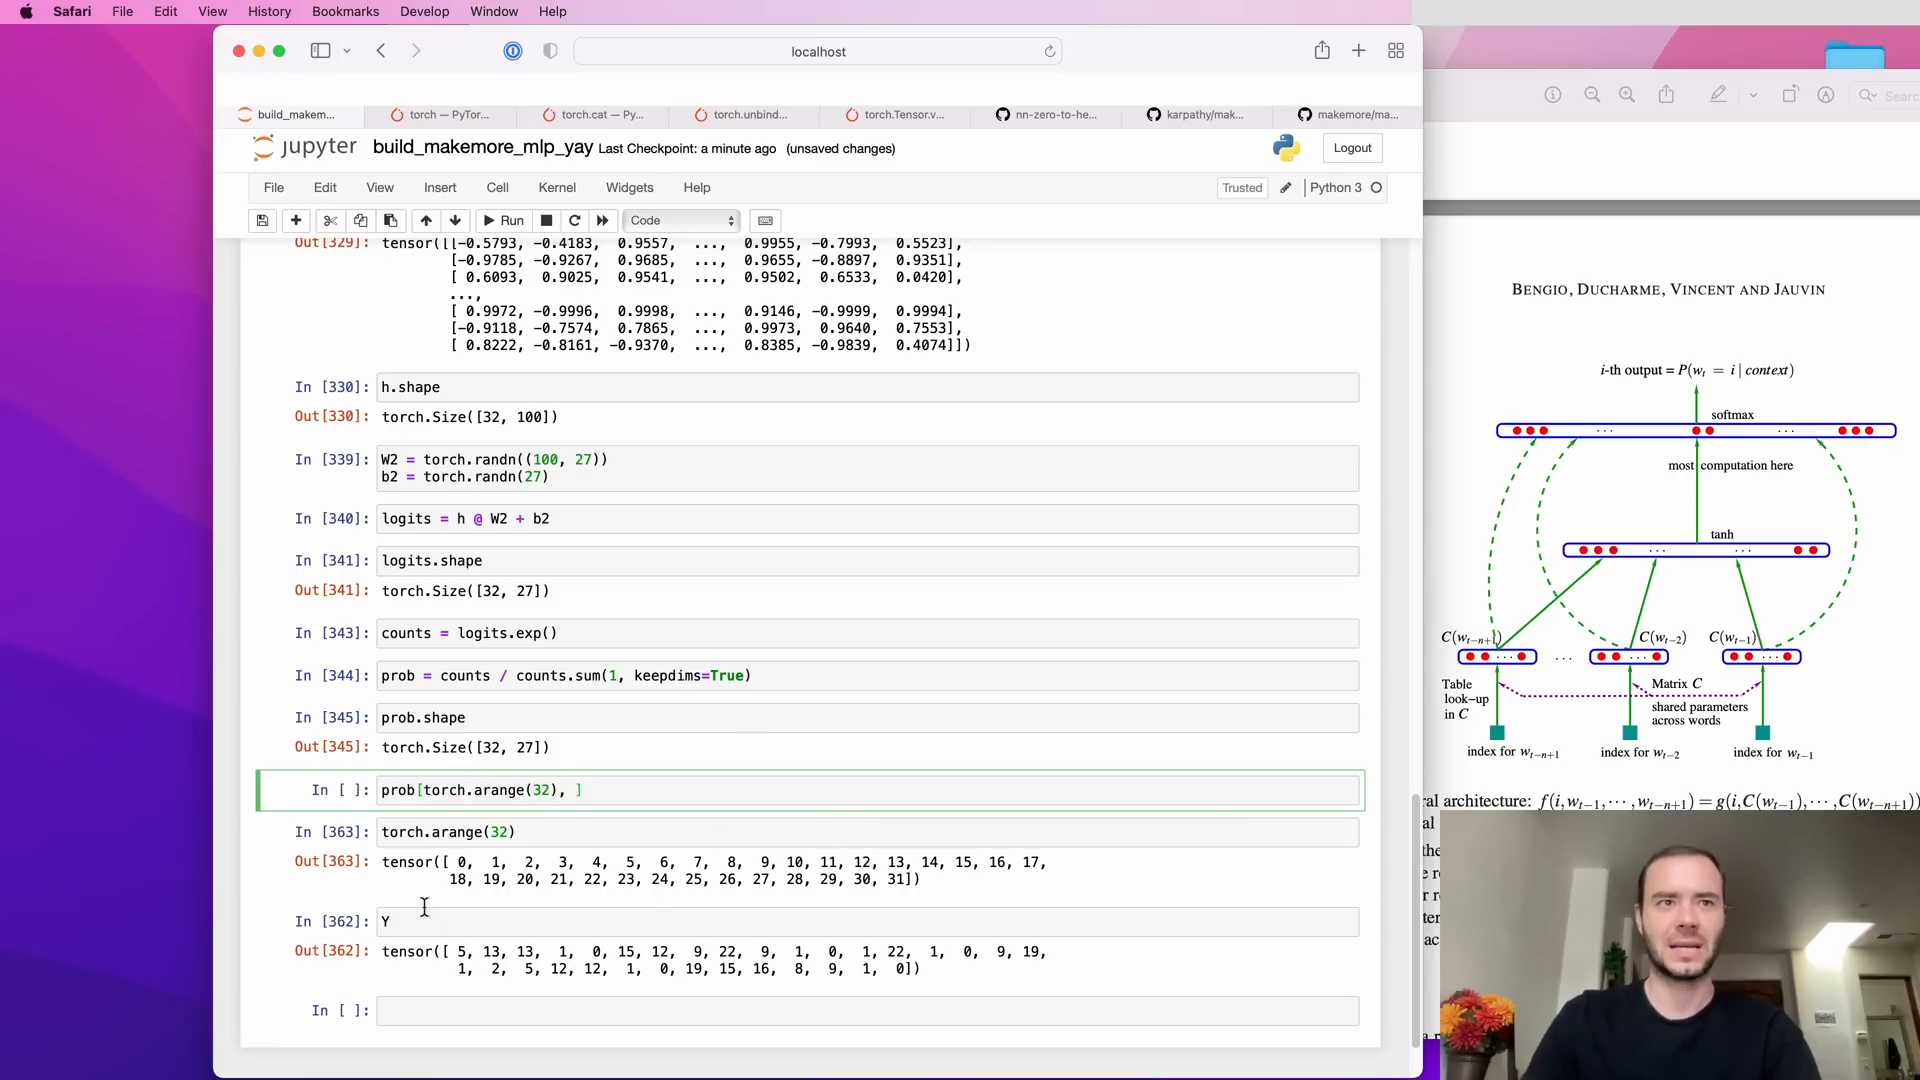 Safari File Edit View History Bookmarks Develop Window Help
localhost
build_makem... torch — PyTor... torch.cat — Py... torch.unbind... torch.Tensor.v... nn-zero-to-he... karpathy/mak... makemore/ma...
Search
jupyter build_makemore_mlp_yay Last Checkpoint: a minute ago (unsaved changes) Logout
File Edit View Insert Cell Kernel Widgets Help Trusted Python 3
Run Code
Out[329]: tensor([[-0.5793, -0.4183, 0.9557, ..., 0.9955, -0.7993, 0.5523],
[-0.9785, -0.9267, 0.9685, ..., 0.9655, -0.8897, 0.9351],
[ 0.6093, 0.9025, 0.9541, ..., 0.9502, 0.6533, 0.0420],
...,
[ 0.9972, -0.9996, 0.9998, ..., 0.9146, -0.9999, 0.9994],
[-0.9118, -0.7574, 0.7865, ..., 0.9973, 0.9640, 0.7553],
[ 0.8222, -0.8161, -0.9370, ..., 0.8385, -0.9839, 0.4074]])
In [330]: h.shape
Out[330]: torch.Size([32, 100])
In [339]: W2 = torch.randn((100, 27))
b2 = torch.randn(27)
In [340]: logits = h @ W2 + b2
In [341]: logits.shape
Out[341]: torch.Size([32, 27])
In [343]: counts = logits.exp()
In [344]: prob = counts / counts.sum(1, keepdims=True)
In [345]: prob.shape
Out[345]: torch.Size([32, 27])
In [ ]: prob[torch.arange(32), ]
In [363]: torch.arange(32)
Out[363]: tensor([ 0, 1, 2, 3, 4, 5, 6, 7, 8, 9, 10, 11, 12, 13, 14, 15, 16, 17,
18, 19, 20, 21, 22, 23, 24, 25, 26, 27, 28, 29, 30, 31])
In [362]: Y
Out[362]: tensor([ 5, 13, 13, 1, 0, 15, 12, 9, 22, 9, 1, 0, 1, 22, 1, 0, 9, 19,
1, 2, 5, 12, 12, 1, 0, 19, 15, 16, 8, 9, 1, 0])
In [ ]:
BENGIO, DUCHARME, VINCENT AND JAUVIN
i-th output = P(w_t = i | context)
softmax
... ... ...
most computation here
tanh
... ...
C(w_{t−n+1}) C(w_{t−2}) C(w_{t−1})
... ... ... ...
Table
look−up
in C
Matrix C
shared parameters
across words
index for w_{t−n+1} index for w_{t−2} index for w_{t−1}
ral architecture: f(i,w_{t−1},⋯,w_{t−n+1}) = g(i,C(w_{t−1}),⋯,C(w_{t−n+1}))
al